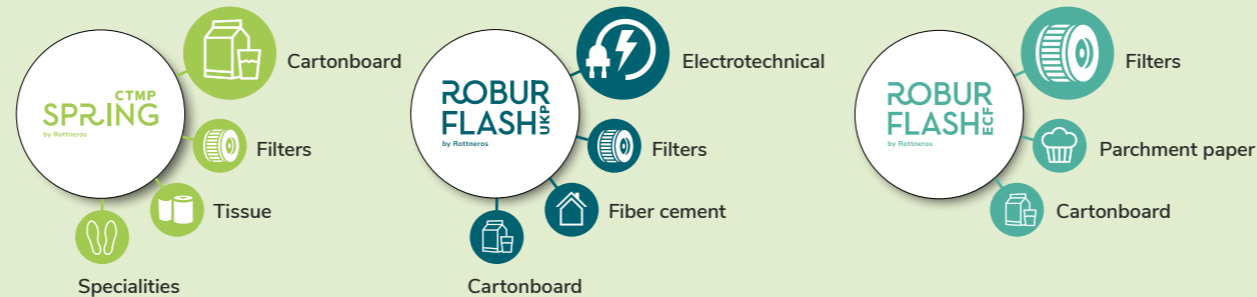 CTMP
SPRING
by Rottneros
Cartonboard
Filters
Tissue
Specialities
ROBUR
FLASH UKP
by Rottneros
Electrotechnical
Filters
Fiber cement
Cartonboard
ROBUR
FLASH ECF
by Rottneros
Filters
Parchment paper
Cartonboard